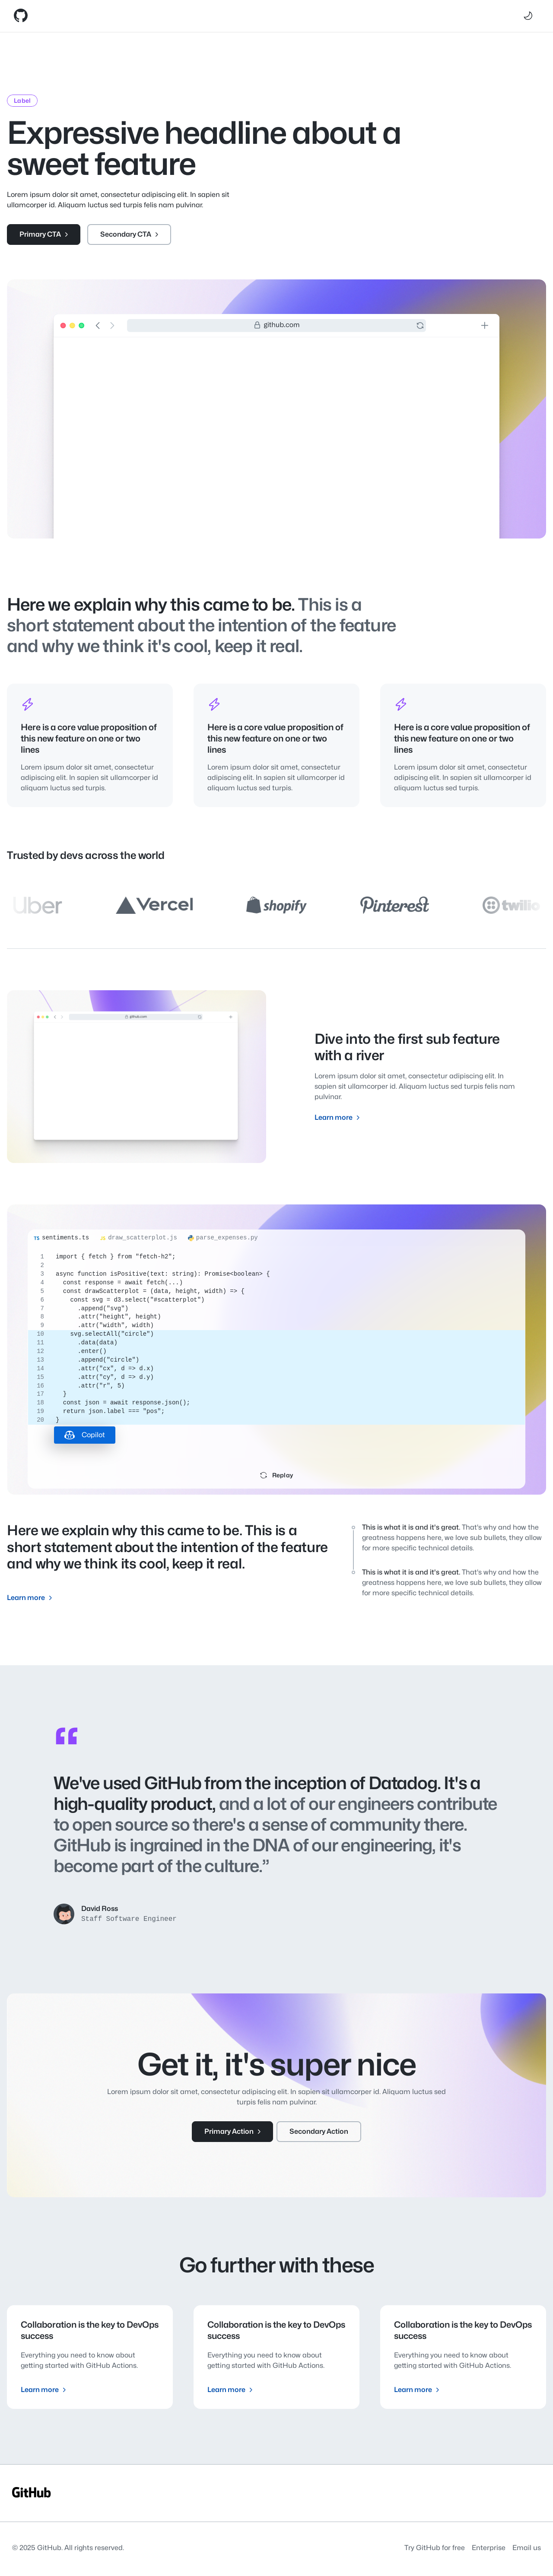 Label
Expressive headline about a
sweet feature
Lorem ipsum dolor sit amet, consectetur adipiscing elit. In sapien sit
ullamcorper id. Aliquam luctus sed turpis felis nam pulvinar.
Primary CTA
Secondary CTA
github.com
Here we explain why this came to be. This is a
short statement about the intention of the feature
and why we think it's cool, keep it real.
Here is a core value proposition of
this new feature on one or two
lines
Lorem ipsum dolor sit amet, consectetur
adipiscing elit. In sapien sit ullamcorper id
aliquam luctus sed turpis.
Here is a core value proposition of
this new feature on one or two
lines
Lorem ipsum dolor sit amet, consectetur
adipiscing elit. In sapien sit ullamcorper id
aliquam luctus sed turpis.
Here is a core value proposition of
this new feature on one or two
lines
Lorem ipsum dolor sit amet, consectetur
adipiscing elit. In sapien sit ullamcorper id
aliquam luctus sed turpis.
Trusted by devs across the world
Uber
Vercel
shopify
Pinterest
twilio
github.com
Dive into the first sub feature
with a river
Lorem ipsum dolor sit amet, consectetur adipiscing elit. In
sapien sit ullamcorper id. Aliquam luctus sed turpis felis nam
pulvinar.
Learn more
TS sentiments.ts
JS draw_scatterplot.js
parse_expenses.py
1 import { fetch } from "fetch-h2";
2
3 async function isPositive(text: string): Promise<boolean> {
4 const response = await fetch(...)
5 const drawScatterplot = (data, height, width) => {
6 const svg = d3.select("#scatterplot")
7 .append("svg")
8 .attr("height", height)
9 .attr("width", width)
10 svg.selectAll("circle")
11 .data(data)
12 .enter()
13 .append("circle")
14 .attr("cx", d => d.x)
15 .attr("cy", d => d.y)
16 .attr("r", 5)
17 }
18 const json = await response.json();
19 return json.label === "pos";
20 }
Copilot
Replay
Here we explain why this came to be. This is a
short statement about the intention of the feature
and why we think its cool, keep it real.
Learn more
This is what it is and it's great. That's why and how the
greatness happens here, we love sub bullets, they allow
for more specific technical details.
This is what it is and it's great. That's why and how the
greatness happens here, we love sub bullets, they allow
for more specific technical details.
“
We've used GitHub from the inception of Datadog. It's a
high-quality product, and a lot of our engineers contribute
to open source so there's a sense of community there.
GitHub is ingrained in the DNA of our engineering, it's
become part of the culture.”
David Ross
Staff Software Engineer
Get it, it's super nice
Lorem ipsum dolor sit amet, consectetur adipiscing elit. In sapien sit ullamcorper id. Aliquam luctus sed
turpis felis nam pulvinar.
Primary Action
Secondary Action
Go further with these
Collaboration is the key to DevOps
success
Everything you need to know about
getting started with GitHub Actions.
Learn more
Collaboration is the key to DevOps
success
Everything you need to know about
getting started with GitHub Actions.
Learn more
Collaboration is the key to DevOps
success
Everything you need to know about
getting started with GitHub Actions.
Learn more
GitHub
© 2025 GitHub. All rights reserved.
Try GitHub for free
Enterprise
Email us